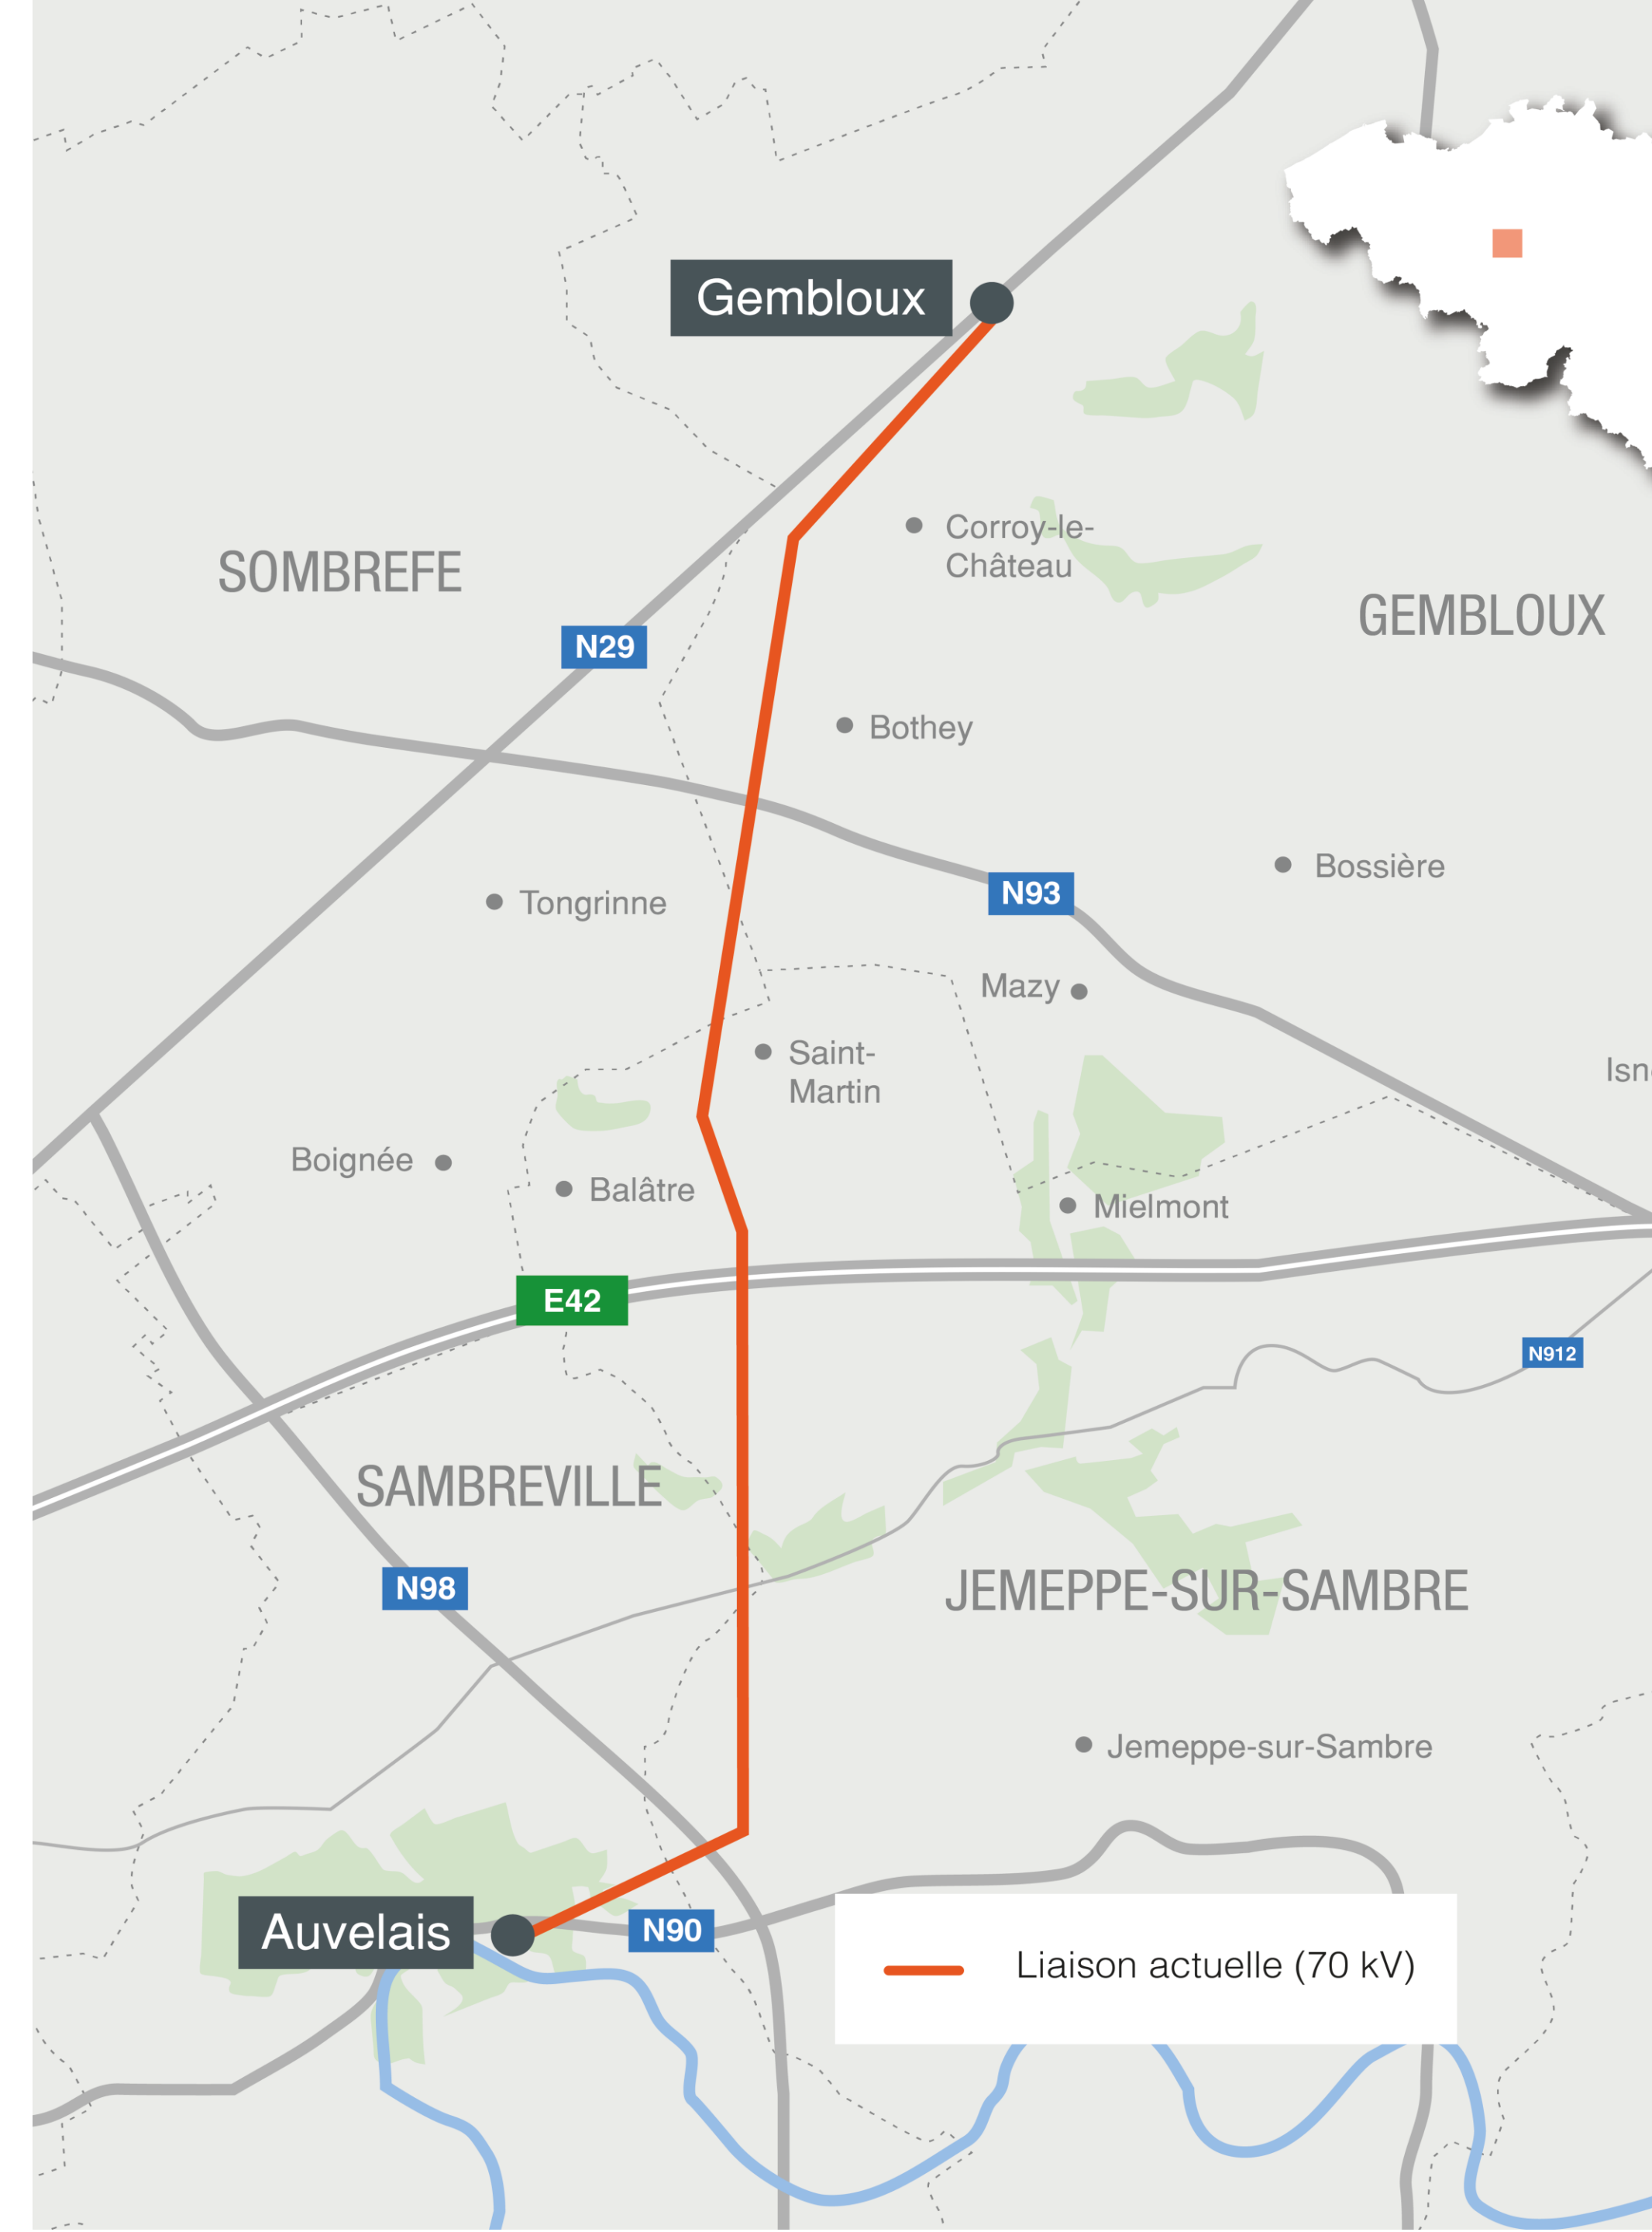 Gembloux
Corroy-le-
Château
SOMBREFE
GEMBLOUX
N29
Bothey
Bossière
N93
Tongrinne
Mazy
Saint-
Martin
Boignée
Balâtre
Mielmont
E42
N912
SAMBREVILLE
N98
JEMEPPE-SUR-SAMBRE
Jemeppe-sur-Sambre
Auvelais
N90
Liaison actuelle (70 kV)